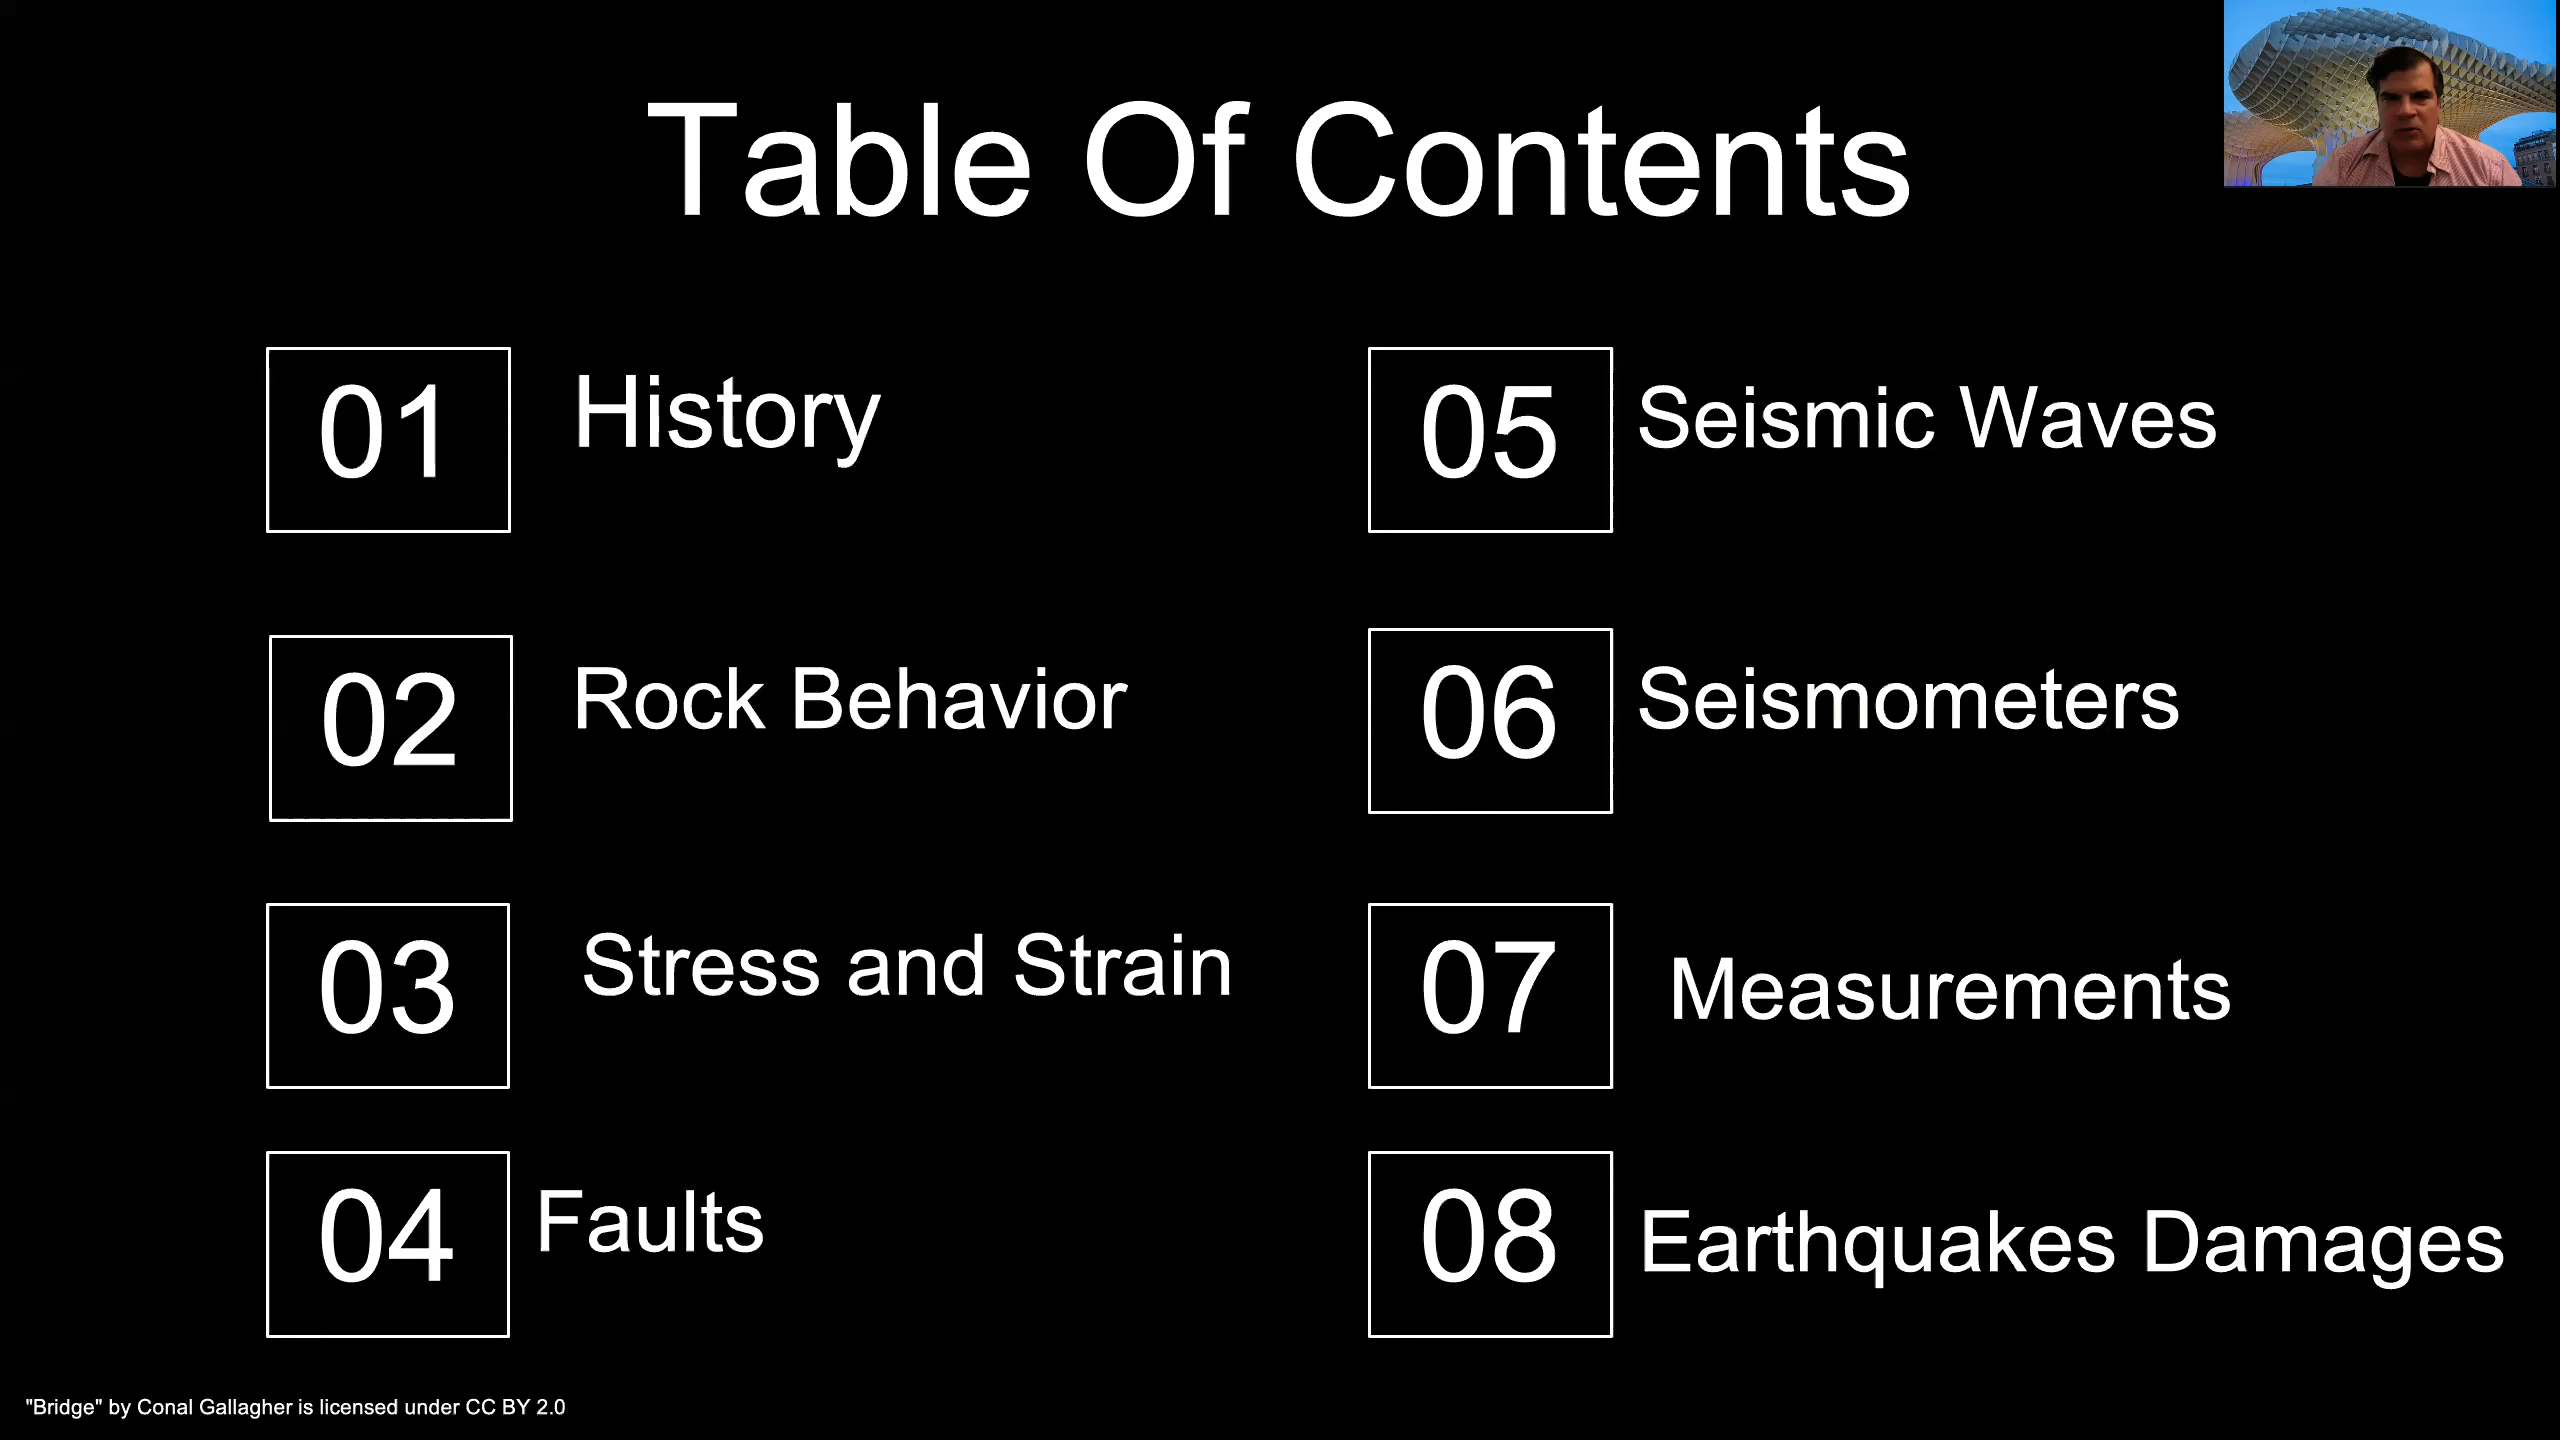 Table Of Contents
01
History
02
Rock Behavior
03
Stress and Strain
04
Faults
05
Seismic Waves
06
Seismometers
07
Measurements
08
Earthquakes Damages
"Bridge" by Conal Gallagher is licensed under CC BY 2.0